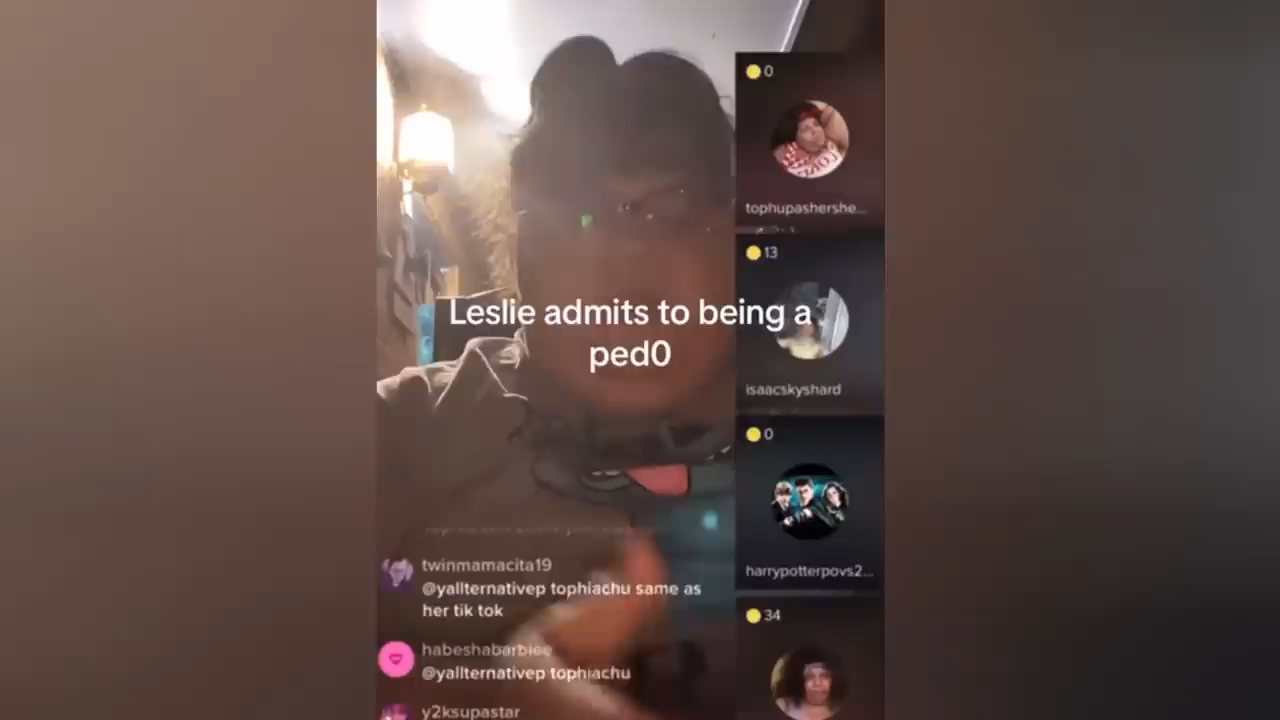 0
tophupashershe...
13
Leslie admits to being a
ped0
isaacskyshard
0
harrypotterpovs2...
twinmamacita19
@yallternativep tophiachu same as
her tik tok
34
habeshabarbiee
@yallternativep tophiachu
y2ksupastar